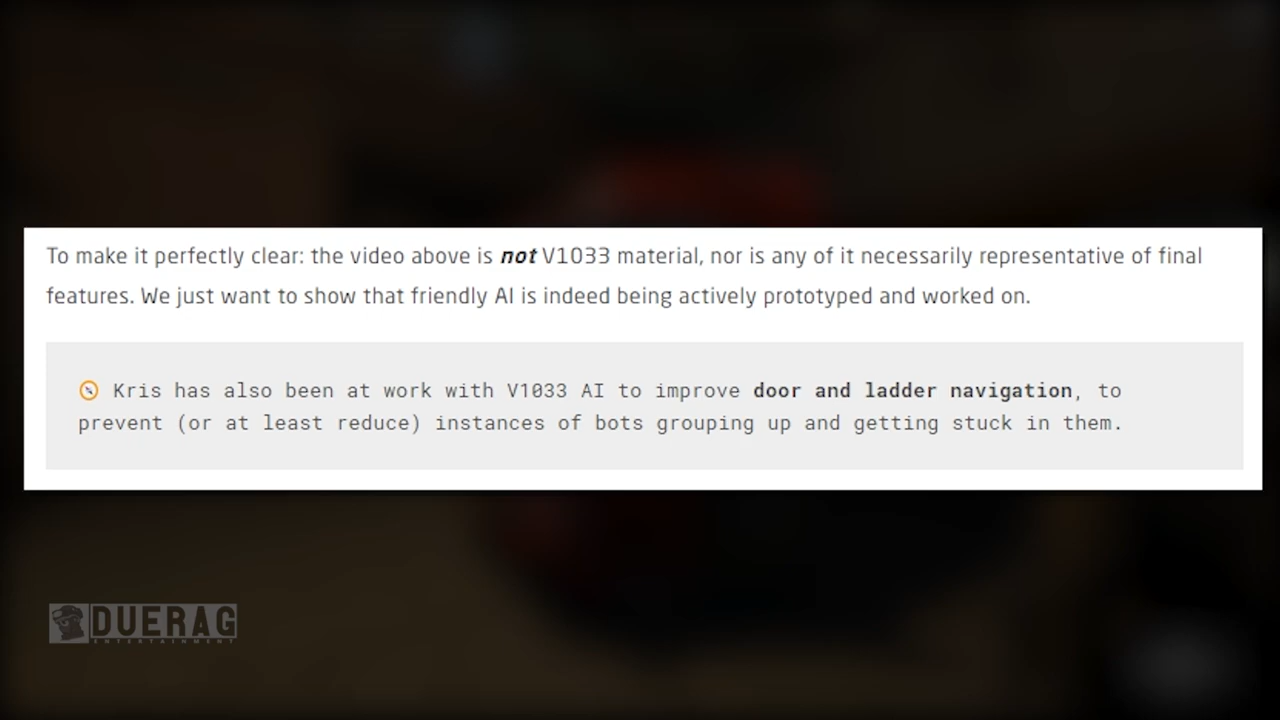 To make it perfectly clear: the video above is not V1033 material, nor is any of it necessarily representative of final
features. We just want to show that friendly AI is indeed being actively prototyped and worked on.
Kris has also been at work with V1033 AI to improve door and ladder navigation, to
prevent (or at least reduce) instances of bots grouping up and getting stuck in them.
DUERAG
ENTERTAINMENT